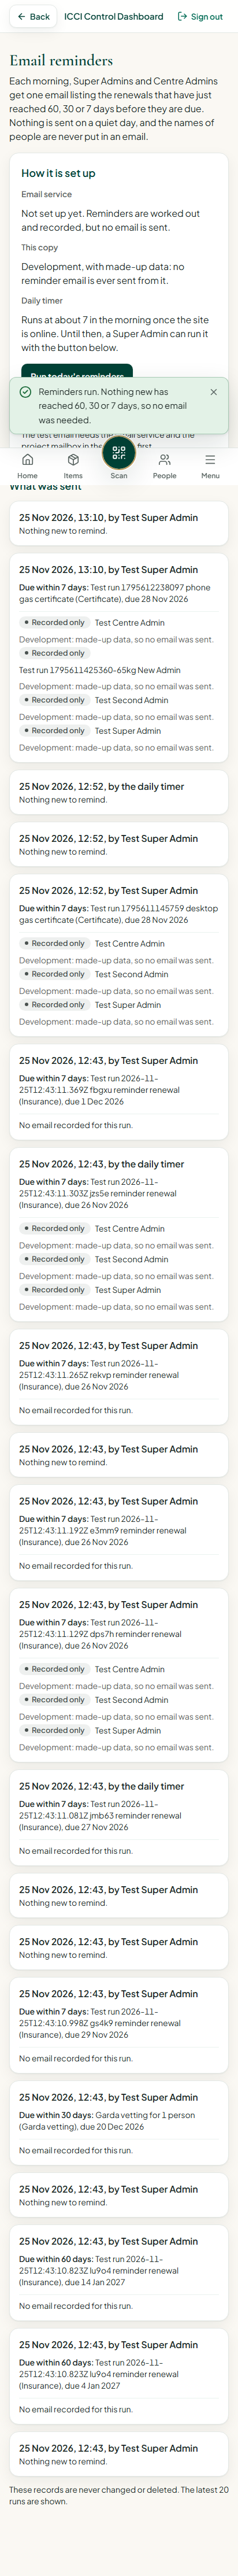 Back
ICCI Control Dashboard
Sign out
Email reminders
Each morning, Super Admins and Centre Admins
get one email listing the renewals that have just
reached 60, 30 or 7 days before they are due.
Nothing is sent on a quiet day, and the names of
people are never put in an email.
How it is set up
Email service
Not set up yet. Reminders are worked out
and recorded, but no email is sent.
This copy
Development, with made-up data: no
reminder email is ever sent from it.
Daily timer
Runs at about 7 in the morning once the site
is online. Until then, a Super Admin can run it
with the button below.
Run today's reminders
Reminders run. Nothing new has
reached 60, 30 or 7 days, so no email
was needed.
The test email needs the email service and the
project mailbox in the
first
Home
Items
Scan
People
Menu
What was sent
25 Nov 2026, 13:10, by Test Super Admin
Nothing new to remind.
25 Nov 2026, 13:10, by Test Super Admin
Due within 7 days: Test run 1795612238097 phone
gas certificate (Certificate), due 28 Nov 2026
Recorded only Test Centre Admin
Development: made-up data, so no email was sent.
Recorded only
Test run 1795611425360-65kg New Admin
Development: made-up data, so no email was sent.
Recorded only Test Second Admin
Development: made-up data, so no email was sent.
Recorded only Test Super Admin
Development: made-up data, so no email was sent.
25 Nov 2026, 12:52, by the daily timer
Nothing new to remind.
25 Nov 2026, 12:52, by Test Super Admin
Nothing new to remind.
25 Nov 2026, 12:52, by Test Super Admin
Due within 7 days: Test run 1795611145759 desktop
gas certificate (Certificate), due 28 Nov 2026
Recorded only Test Centre Admin
Development: made-up data, so no email was sent.
Recorded only Test Second Admin
Development: made-up data, so no email was sent.
Recorded only Test Super Admin
Development: made-up data, so no email was sent.
25 Nov 2026, 12:43, by Test Super Admin
Due within 7 days: Test run 2026-11-
25T12:43:11.369Z fbgxu reminder renewal
(Insurance), due 1 Dec 2026
No email recorded for this run.
25 Nov 2026, 12:43, by the daily timer
Due within 7 days: Test run 2026-11-
25T12:43:11.303Z jzs5e reminder renewal
(Insurance), due 26 Nov 2026
Recorded only Test Centre Admin
Development: made-up data, so no email was sent.
Recorded only Test Second Admin
Development: made-up data, so no email was sent.
Recorded only Test Super Admin
Development: made-up data, so no email was sent.
25 Nov 2026, 12:43, by Test Super Admin
Due within 7 days: Test run 2026-11-
25T12:43:11.265Z rekvp reminder renewal
(Insurance), due 26 Nov 2026
No email recorded for this run.
25 Nov 2026, 12:43, by Test Super Admin
Nothing new to remind.
25 Nov 2026, 12:43, by Test Super Admin
Due within 7 days: Test run 2026-11-
25T12:43:11.192Z e3mm9 reminder renewal
(Insurance), due 26 Nov 2026
No email recorded for this run.
25 Nov 2026, 12:43, by Test Super Admin
Due within 7 days: Test run 2026-11-
25T12:43:11.129Z dps7h reminder renewal
(Insurance), due 26 Nov 2026
Recorded only Test Centre Admin
Development: made-up data, so no email was sent.
Recorded only Test Second Admin
Development: made-up data, so no email was sent.
Recorded only Test Super Admin
Development: made-up data, so no email was sent.
25 Nov 2026, 12:43, by the daily timer
Due within 7 days: Test run 2026-11-
25T12:43:11.081Z jmb63 reminder renewal
(Insurance), due 27 Nov 2026
No email recorded for this run.
25 Nov 2026, 12:43, by Test Super Admin
Nothing new to remind.
25 Nov 2026, 12:43, by Test Super Admin
Nothing new to remind.
25 Nov 2026, 12:43, by Test Super Admin
Due within 7 days: Test run 2026-11-
25T12:43:10.998Z gs4k9 reminder renewal
(Insurance), due 29 Nov 2026
No email recorded for this run.
25 Nov 2026, 12:43, by Test Super Admin
Due within 30 days: Garda vetting for 1 person
(Garda vetting), due 20 Dec 2026
No email recorded for this run.
25 Nov 2026, 12:43, by Test Super Admin
Nothing new to remind.
25 Nov 2026, 12:43, by Test Super Admin
Due within 60 days: Test run 2026-11-
25T12:43:10.823Z lu9o4 reminder renewal
(Insurance), due 14 Jan 2027
No email recorded for this run.
25 Nov 2026, 12:43, by Test Super Admin
Due within 60 days: Test run 2026-11-
25T12:43:10.823Z lu9o4 reminder renewal
(Insurance), due 4 Jan 2027
No email recorded for this run.
25 Nov 2026, 12:43, by Test Super Admin
Nothing new to remind.
These records are never changed or deleted. The latest 20
runs are shown.